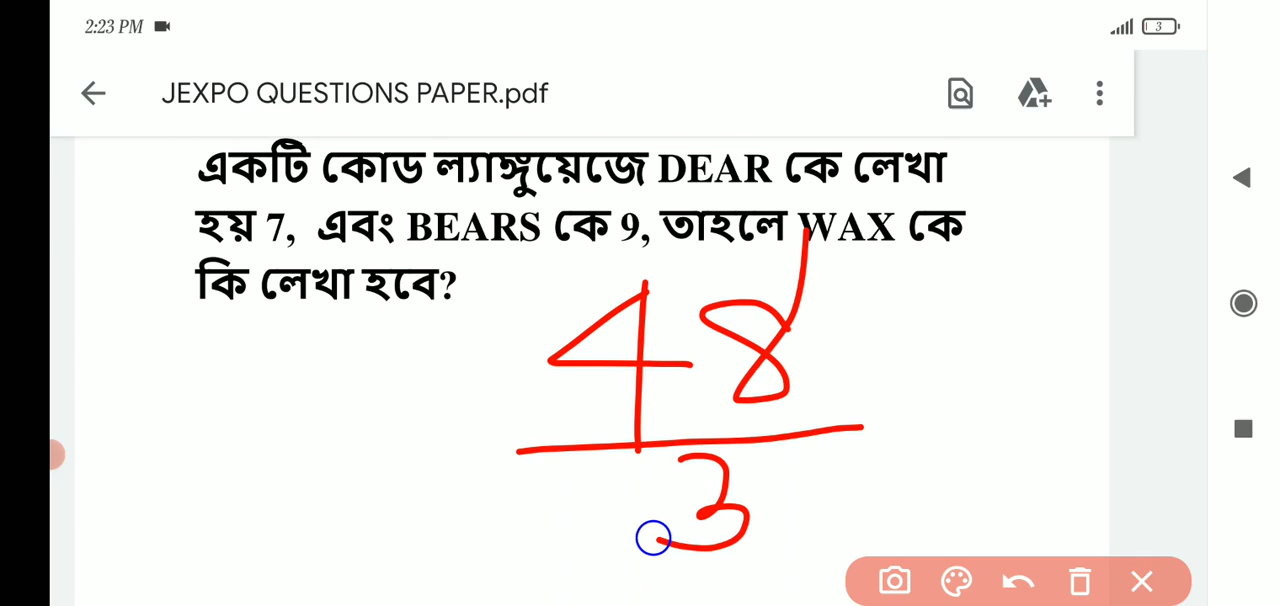 2:23 PM
3
JEXPO QUESTIONS PAPER.pdf
একটি কোড ল্যাঙ্গুয়েজে DEAR কে লেখা
হয় 7, এবং BEARS কে 9, তাহলে WAX কে
কি লেখা হবে?
48
3